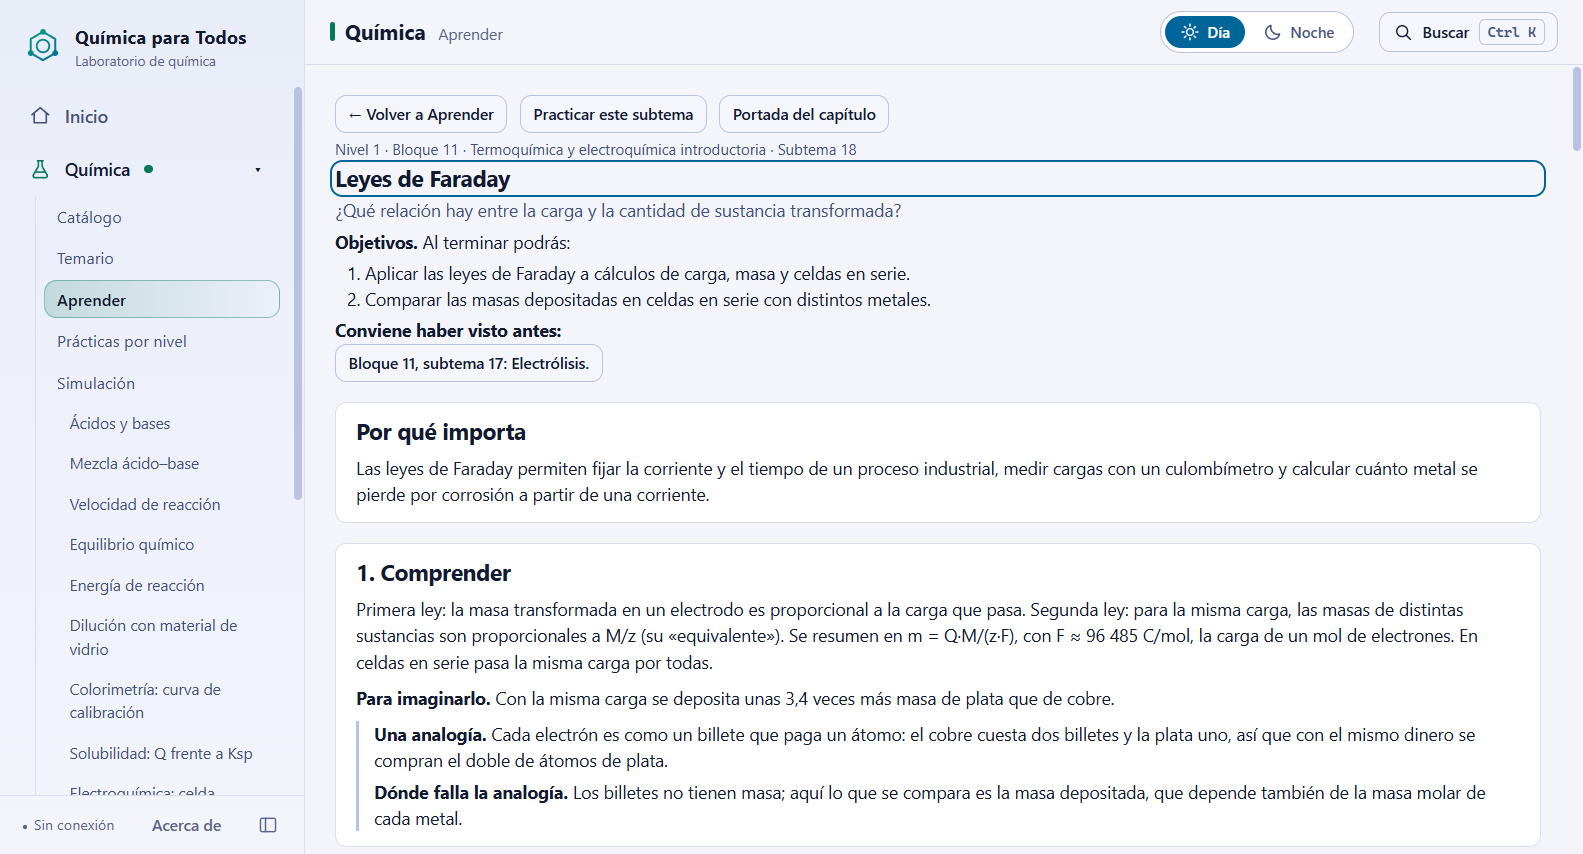 Química para Todos
Laboratorio de química
Inicio
Química
Catálogo
Temario
Aprender
Prácticas por nivel
Simulación
Ácidos y bases
Mezcla ácido–base
Velocidad de reacción
Equilibrio químico
Energía de reacción
Dilución con material de
vidrio
Colorimetría: curva de
calibración
Solubilidad: Q frente a Ksp
Electroquímica: celda
• Sin conexión
Acerca de
Química Aprender
Día
Noche
Buscar Ctrl K
← Volver a Aprender
Practicar este subtema
Portada del capítulo
Nivel 1 · Bloque 11 · Termoquímica y electroquímica introductoria · Subtema 18
Leyes de Faraday
¿Qué relación hay entre la carga y la cantidad de sustancia transformada?
Objetivos. Al terminar podrás:
1. Aplicar las leyes de Faraday a cálculos de carga, masa y celdas en serie.
2. Comparar las masas depositadas en celdas en serie con distintos metales.
Conviene haber visto antes:
Bloque 11, subtema 17: Electrólisis.
Por qué importa
Las leyes de Faraday permiten fijar la corriente y el tiempo de un proceso industrial, medir cargas con un culombímetro y calcular cuánto metal se
pierde por corrosión a partir de una corriente.
1. Comprender
Primera ley: la masa transformada en un electrodo es proporcional a la carga que pasa. Segunda ley: para la misma carga, las masas de distintas
sustancias son proporcionales a M/z (su «equivalente»). Se resumen en m = Q·M/(z·F), con F ≈ 96 485 C/mol, la carga de un mol de electrones. En
celdas en serie pasa la misma carga por todas.
Para imaginarlo. Con la misma carga se deposita unas 3,4 veces más masa de plata que de cobre.
Una analogía. Cada electrón es como un billete que paga un átomo: el cobre cuesta dos billetes y la plata uno, así que con el mismo dinero se
compran el doble de átomos de plata.
Dónde falla la analogía. Los billetes no tienen masa; aquí lo que se compara es la masa depositada, que depende también de la masa molar de
cada metal.